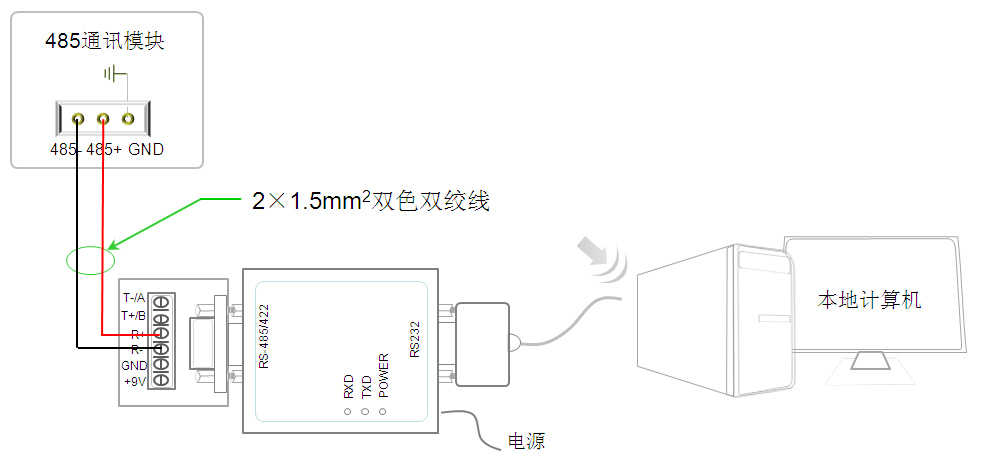 485通讯模块
485- 485+ GND
2×1.5mm²双色双绞线
T-/A
T+/B
R+
R-
GND
+9V
RS-485/422
RS232
RXD
TXD
POWER
本地计算机
电源